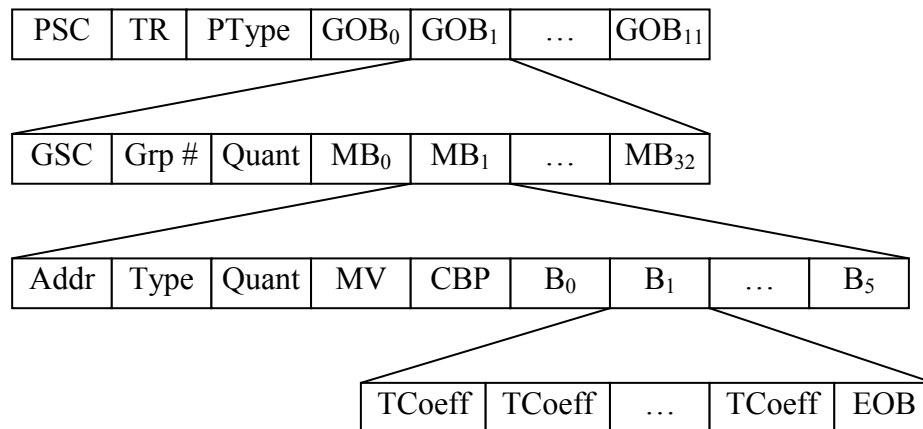 PSC TR PType GOB₀ GOB₁ … GOB₁₁
GSC Grp # Quant MB₀ MB₁ … MB₃₂
Addr Type Quant MV CBP B₀ B₁ … B₅
TCoeff TCoeff … TCoeff EOB